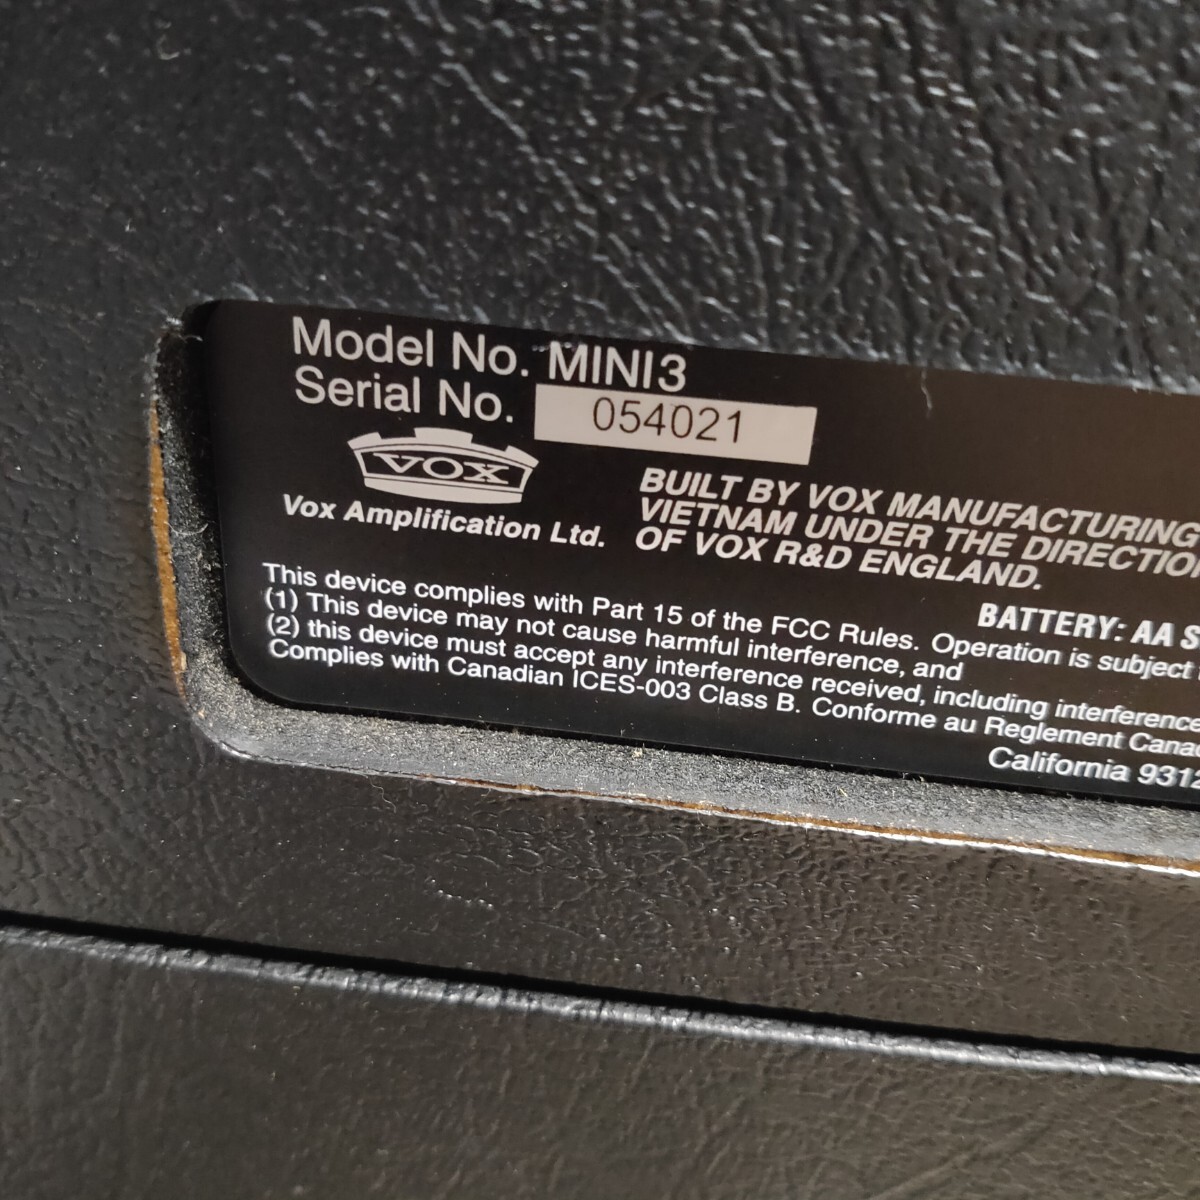 Model No. MINI3
Serial No. 054021
VOX
Vox Amplification Ltd.
BUILT BY VOX MANUFACTURING
VIETNAM UNDER THE DIRECTION
OF VOX R&D ENGLAND.
BATTERY: AA
This device complies with Part 15 of the FCC Rules. Operation is subject
(1) This device may not cause harmful interference, and
(2) this device must accept any interference received, including interference
Complies with Canadian ICES-003 Class B. Conforme au Reglement
California